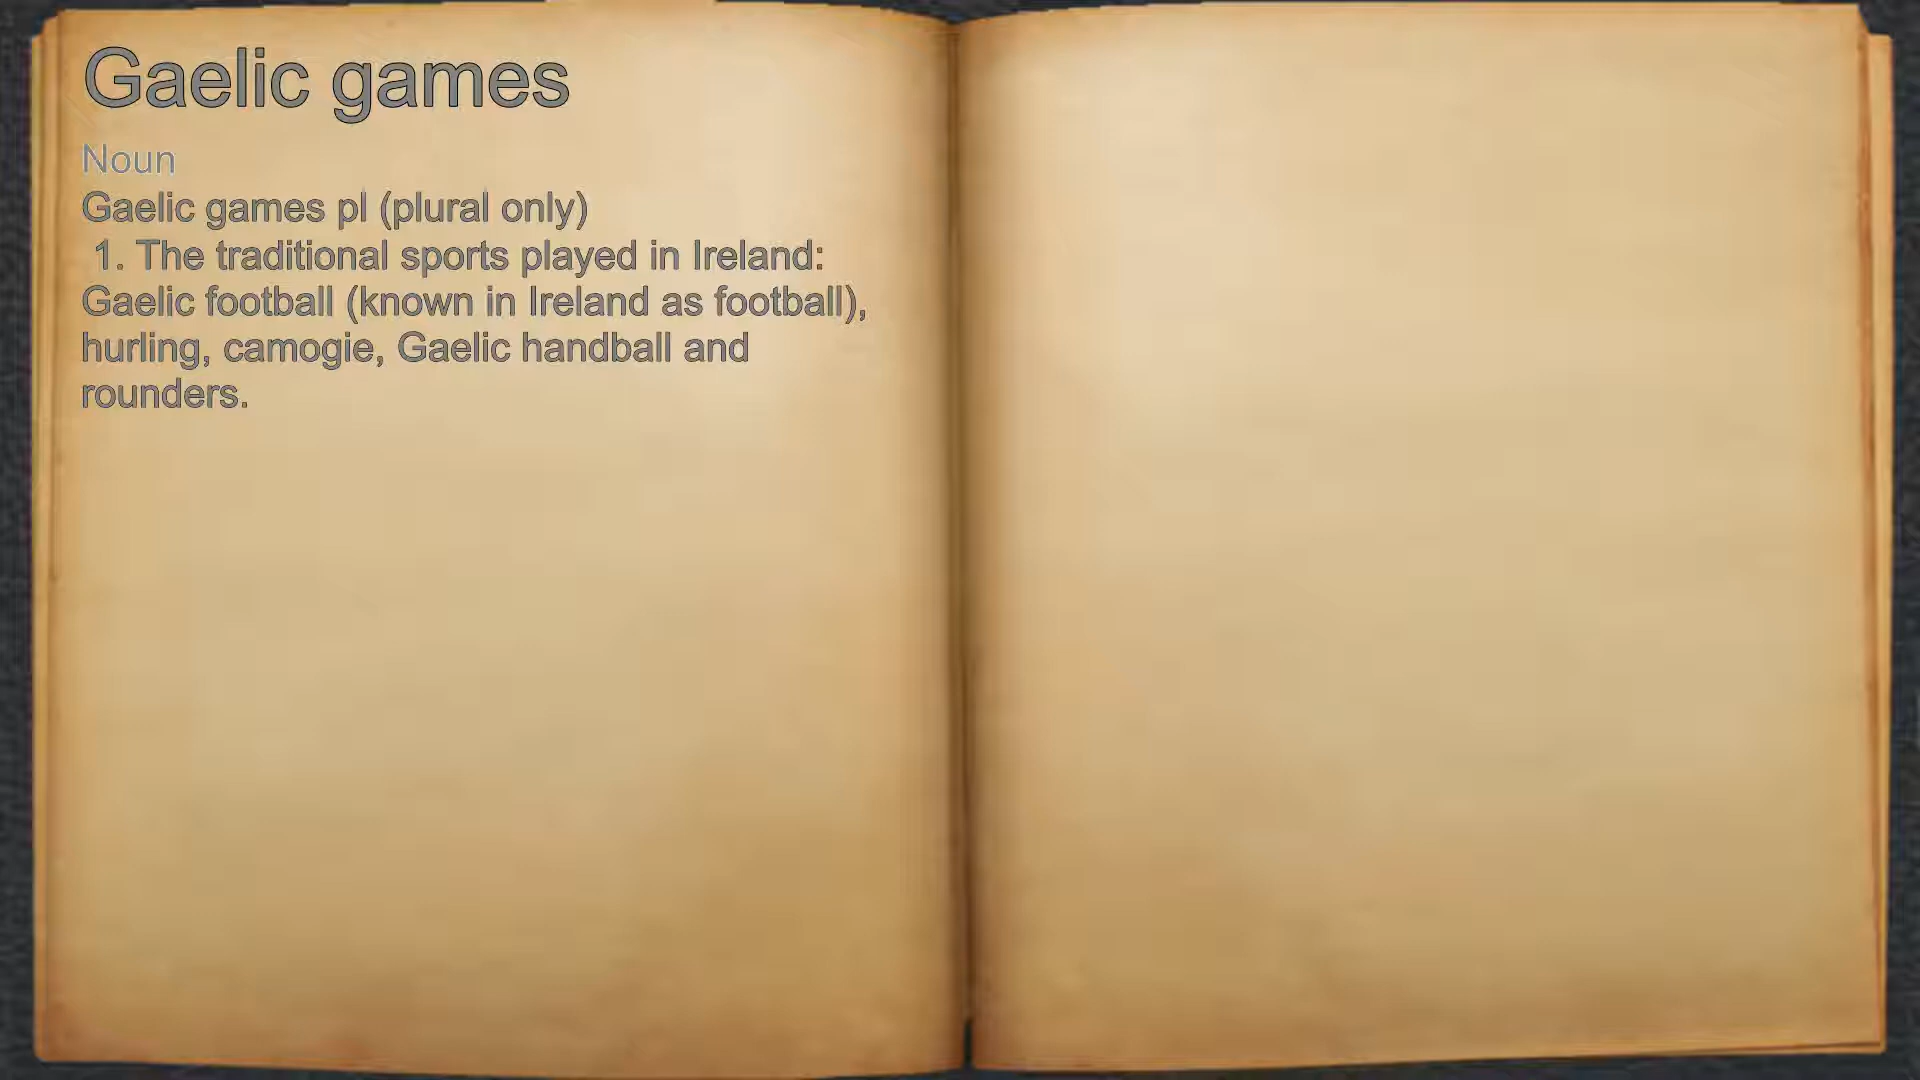 Gaelic games
Noun
Gaelic games pl (plural only)
1. The traditional sports played in Ireland:
Gaelic football (known in Ireland as football),
hurling, camogie, Gaelic handball and
rounders.